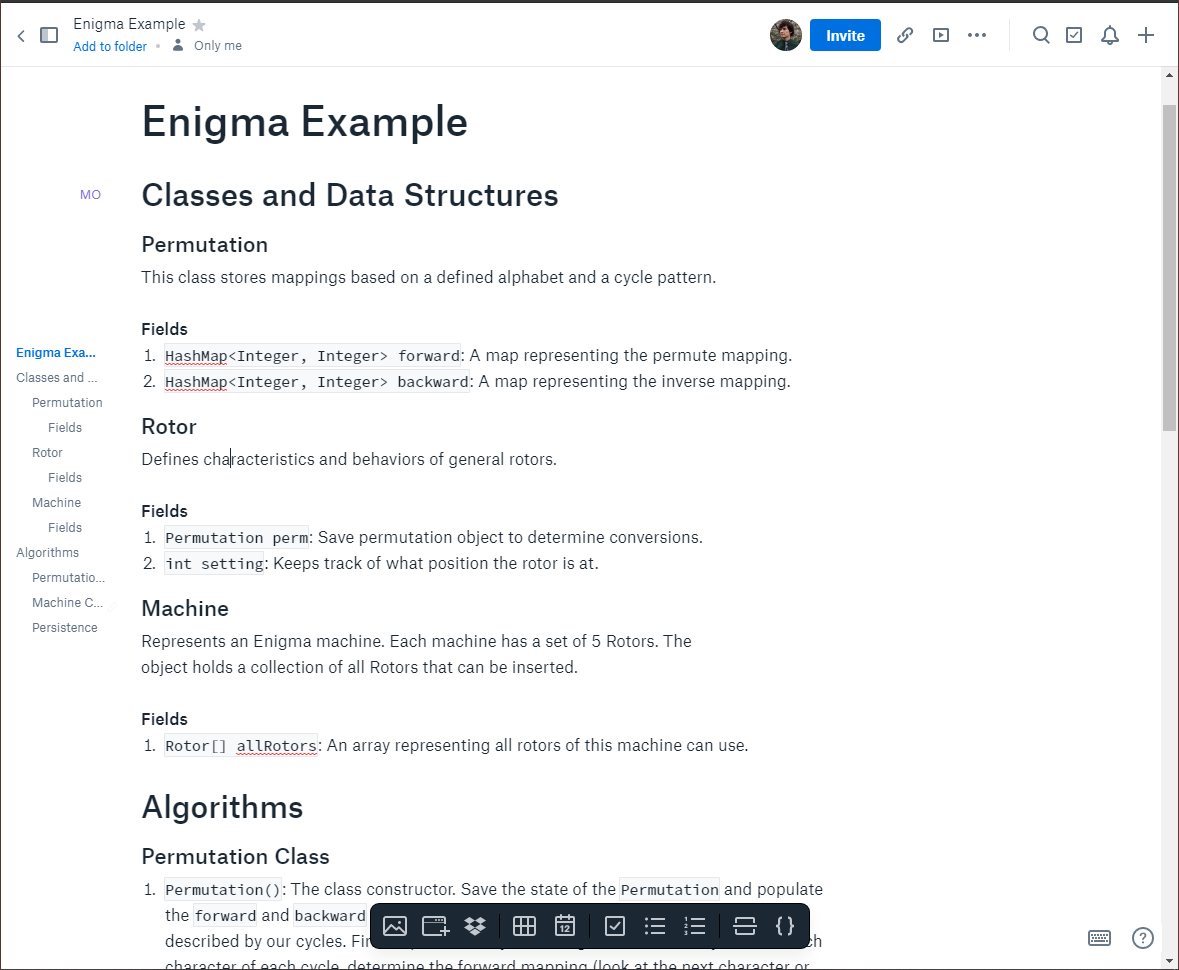 Enigma Example
Add to folder • Only me
Invite
Enigma Example
MO
Classes and Data Structures
Permutation
This class stores mappings based on a defined alphabet and a cycle pattern.
Fields
1. HashMap<Integer, Integer> forward: A map representing the permute mapping.
2. HashMap<Integer, Integer> backward: A map representing the inverse mapping.
Rotor
Defines characteristics and behaviors of general rotors.
Fields
1. Permutation perm: Save permutation object to determine conversions.
2. int setting: Keeps track of what position the rotor is at.
Machine
Represents an Enigma machine. Each machine has a set of 5 Rotors. The
object holds a collection of all Rotors that can be inserted.
Fields
1. Rotor[] allRotors: An array representing all rotors of this machine can use.
Algorithms
Permutation Class
1. Permutation(): The class constructor. Save the state of the Permutation and populate
the forward and backward
described by our cycles.
character of each cycle, determine the forward mapping (look at the next character or
Enigma Exa...
Classes and ...
Permutation
Fields
Rotor
Fields
Machine
Fields
Algorithms
Permutatio...
Machine C...
Persistence
12